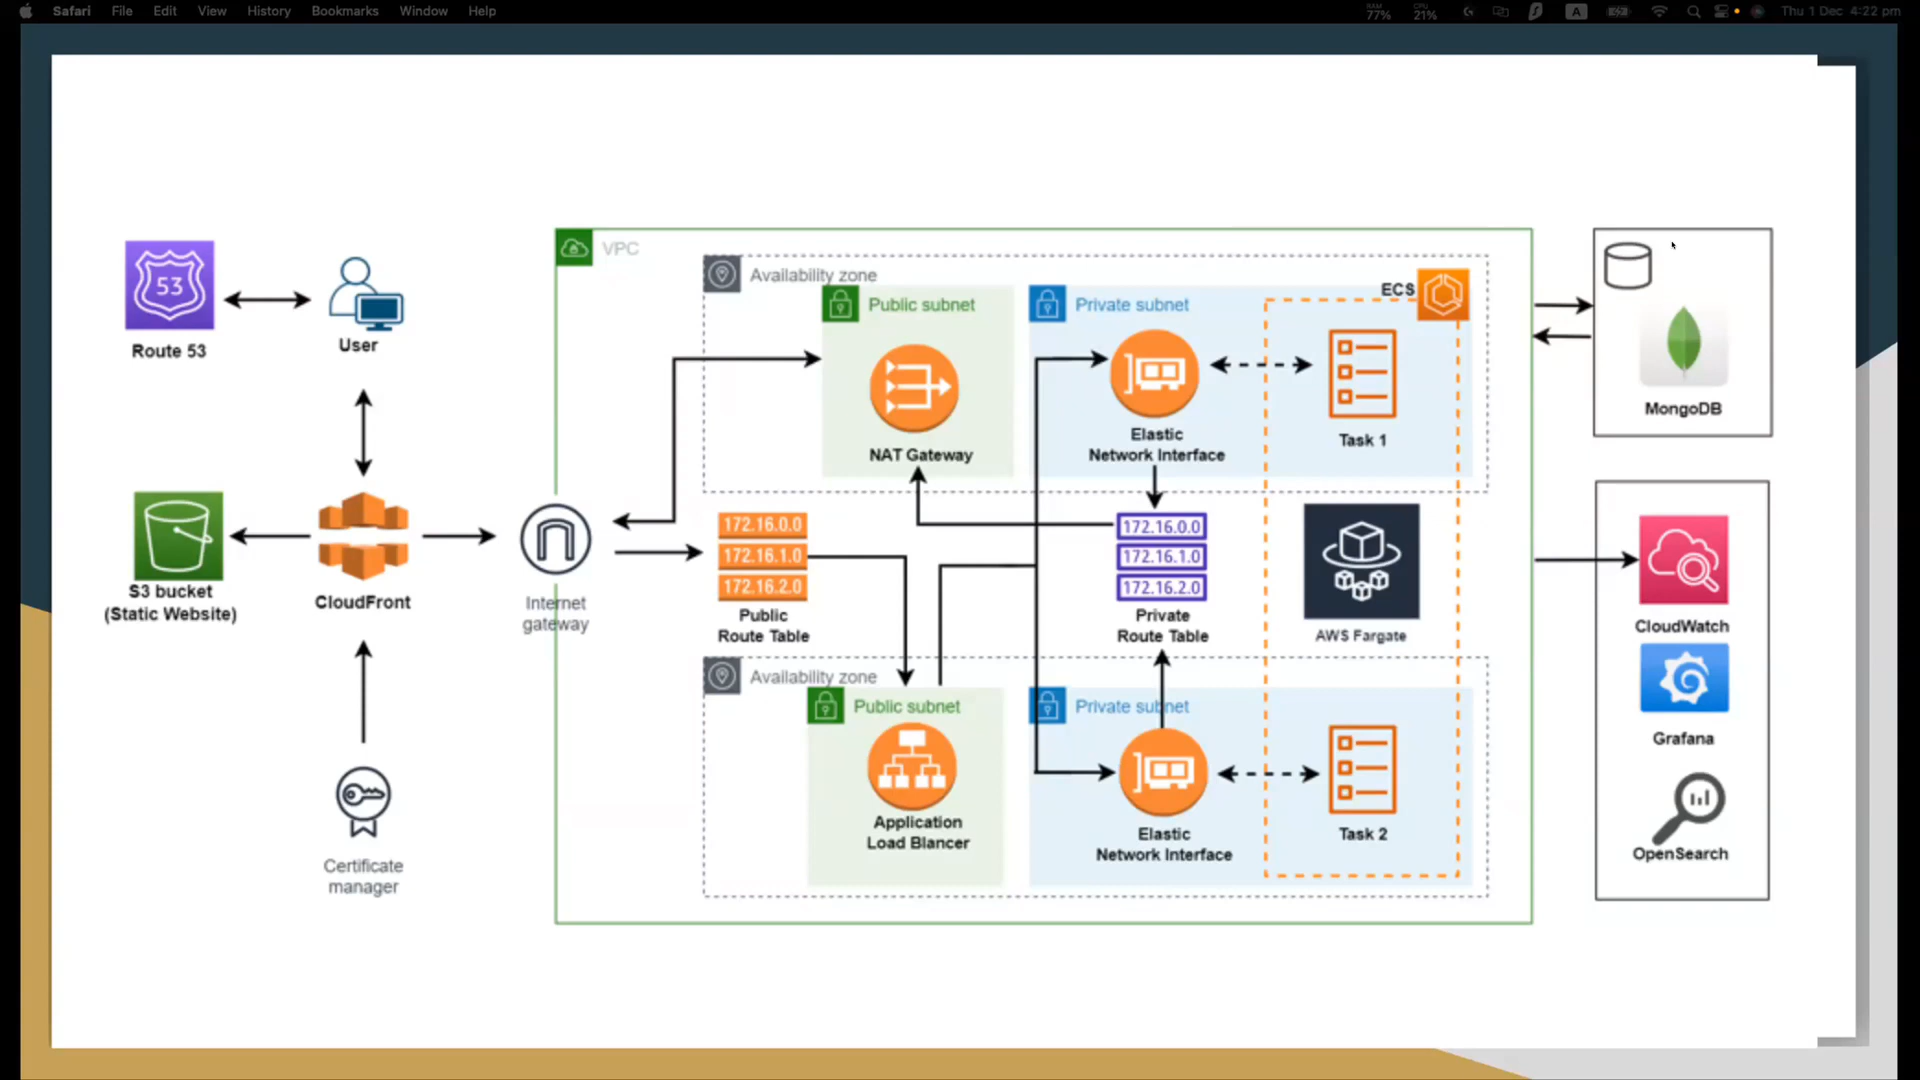 Safari File Edit View History Bookmarks Window Help
77% 21% A Thu 1 Dec 4:22 pm
VPC
Availability zone
ECS
Public subnet
Private subnet
53
Route 53
User
MongoDB
Elastic
Network Interface
Task 1
NAT Gateway
172.16.0.0
172.16.1.0
172.16.2.0
Public
Route Table
172.16.0.0
172.16.1.0
172.16.2.0
Private
Route Table
AWS Fargate
S3 bucket
(Static Website)
CloudFront
Internet
gateway
CloudWatch
Grafana
OpenSearch
Availability zone
Public subnet
Private subnet
Application
Load Blancer
Elastic
Network Interface
Task 2
Certificate
manager